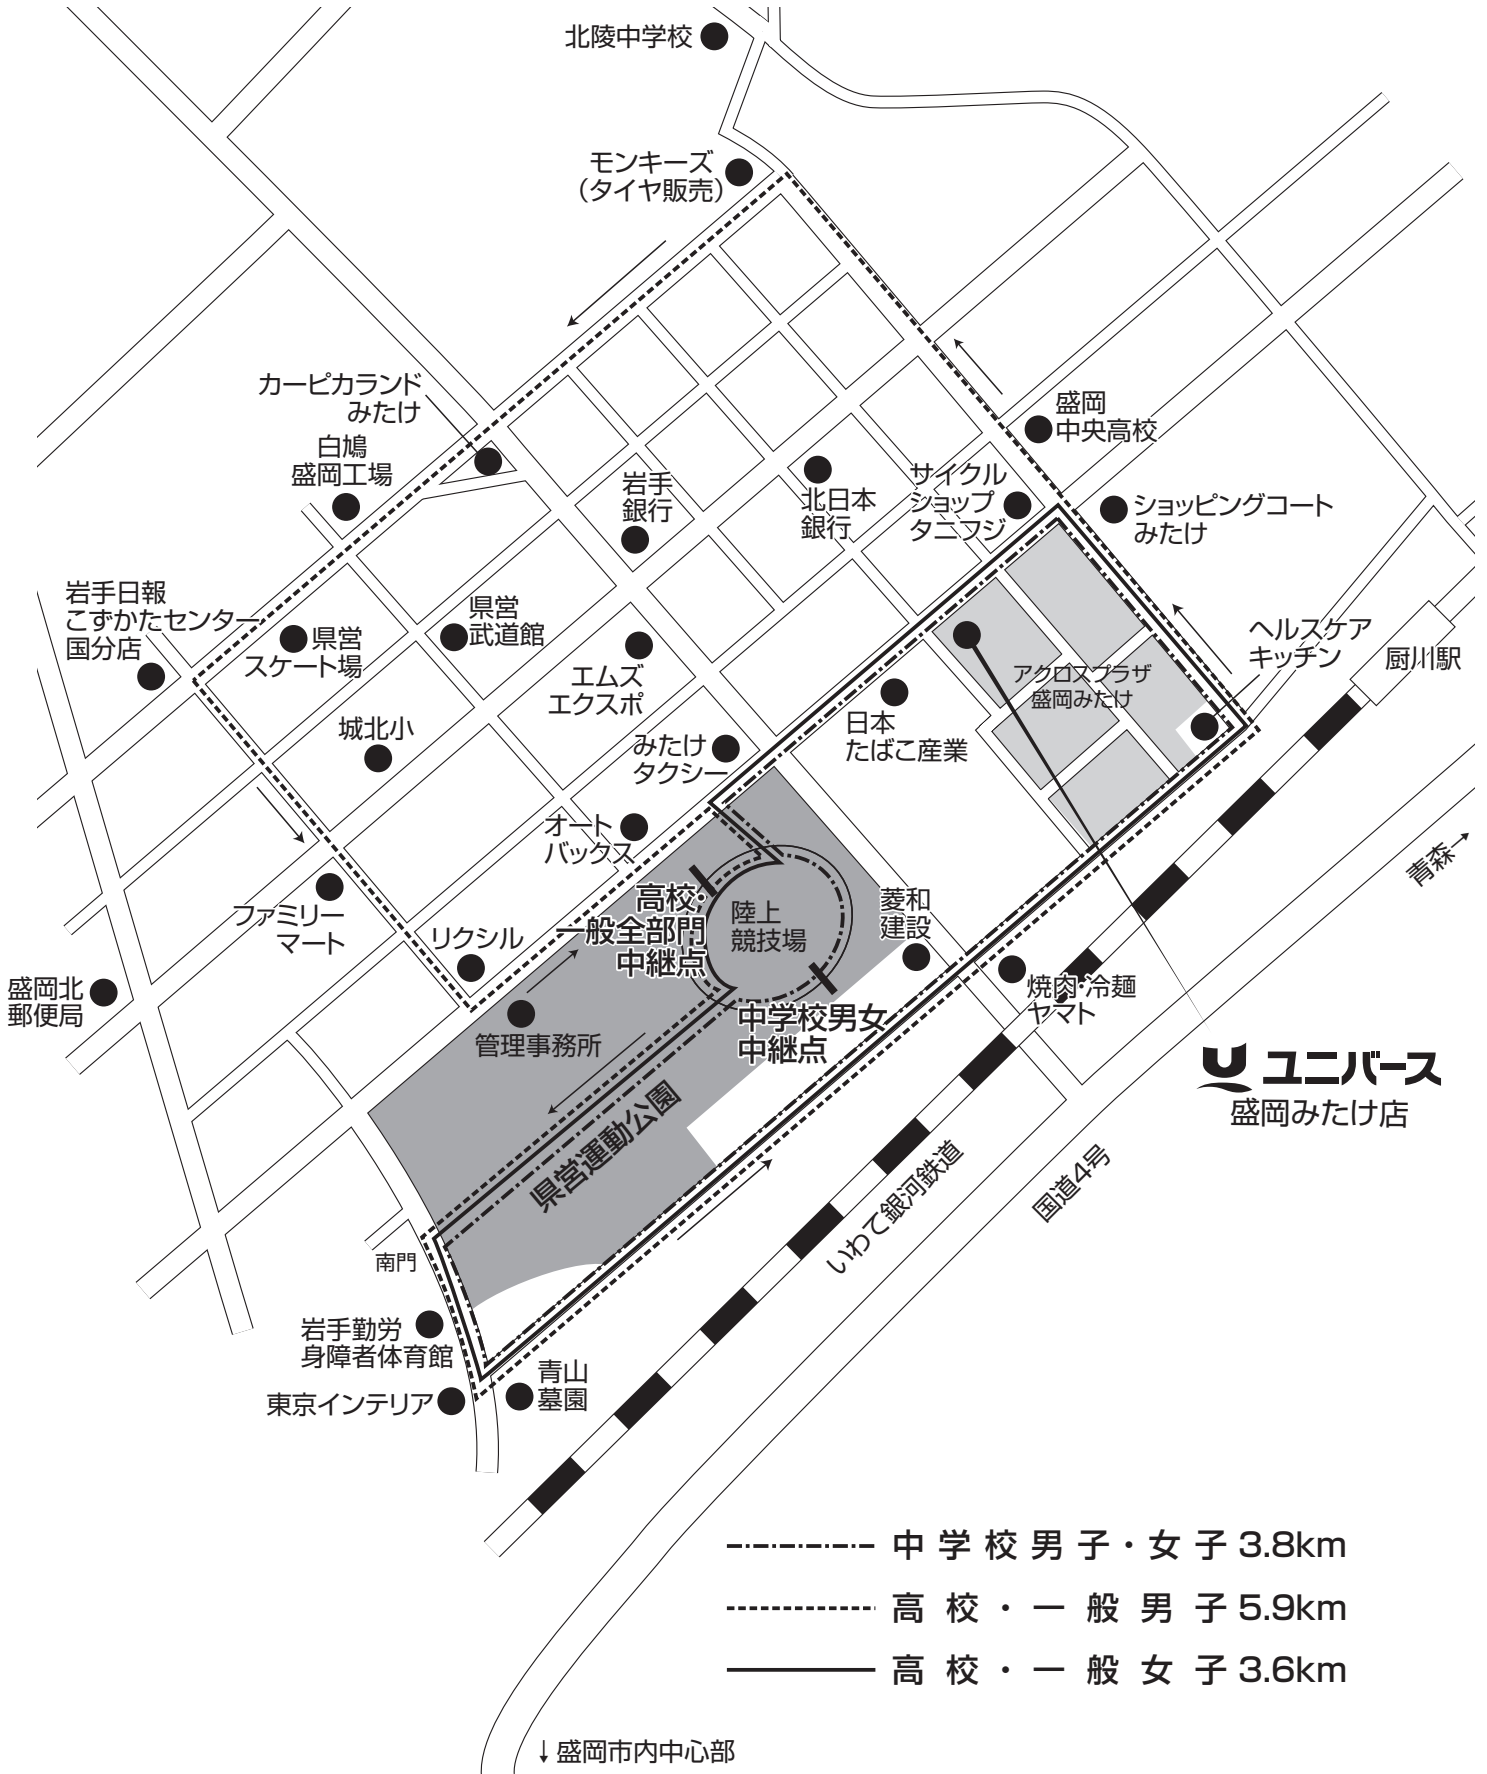 北陵中学校
モンキーズ
（タイヤ販売）
カーピカランド
みたけ
白鳩
盛岡工場
岩手
銀行
北日本
銀行
サイクル
ショップ
タニフジ
盛岡
中央高校
ショッピングコート
みたけ
岩手日報
こずかたセンター
国分店
県営
スケート場
県営
武道館
エムズ
エクスポ
アクロスプラザ
盛岡みたけ
ヘルスケア
キッチン
厨川駅
城北小
みたけ
タクシー
日本
たばこ産業
オート
バックス
青森→
ファミリー
マート
リクシル
高校・
一般全部門
中継点
陸上
競技場
菱和
建設
盛岡北
郵便局
管理事務所
中学校男女
中継点
焼肉・冷麺
ヤマト
ユニバース
盛岡みたけ店
県営運動公園
いわて銀河鉄道
国道4号
南門
岩手勤労
身障者体育館
東京インテリア
青山
墓園
中学校男子・女子 3.8km
高校・一般男子 5.9km
高校・一般女子 3.6km
↓盛岡市内中心部